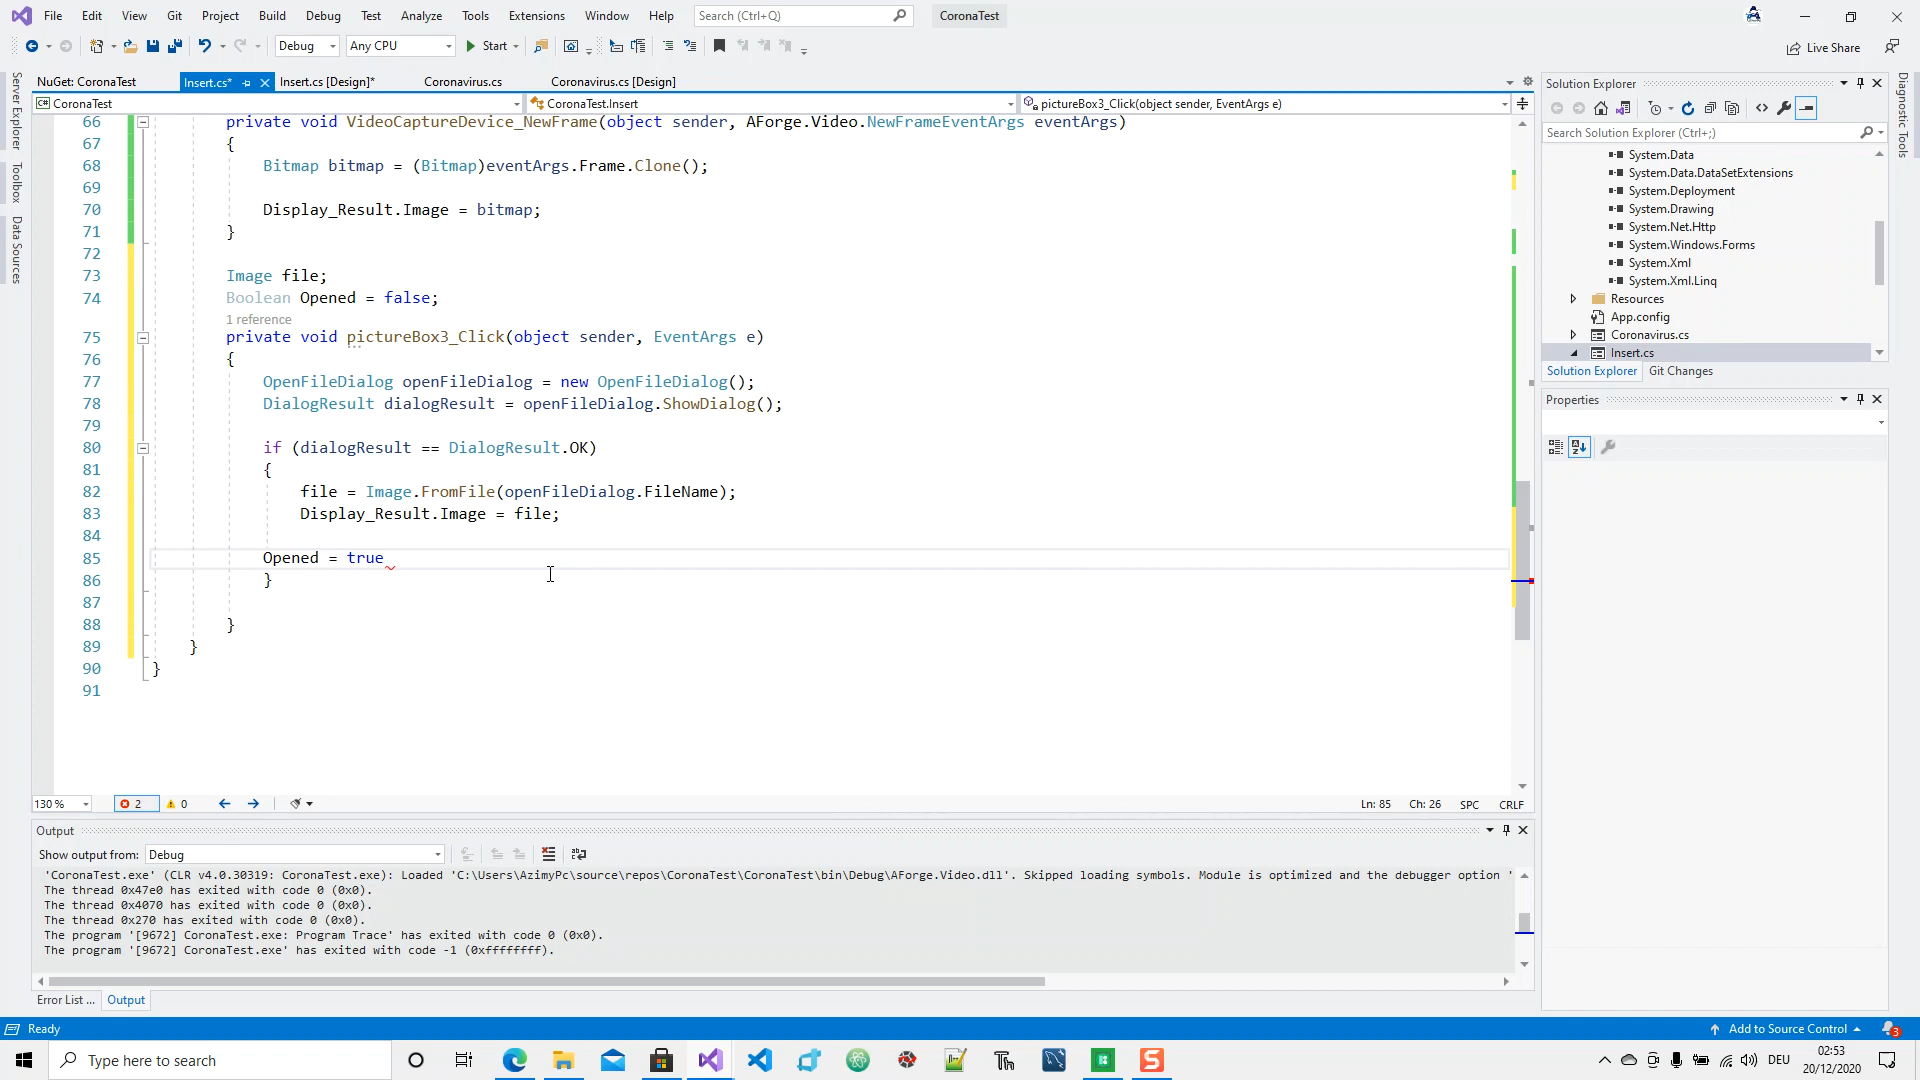 File Edit View Git Project Build Debug Test Analyze Tools Extensions Window Help Search (Ctrl+Q) CoronaTest
Debug Any CPU Start Live Share
NuGet: CoronaTest Insert.cs* Insert.cs [Design]* Coronavirus.cs Coronavirus.cs [Design]
CoronaTest CoronaTest.Insert pictureBox3_Click(object sender, EventArgs e)
Server Explorer
Toolbox
Data Sources
66 private void VideoCaptureDevice_NewFrame(object sender, AForge.Video.NewFrameEventArgs eventArgs)
67 {
68 Bitmap bitmap = (Bitmap)eventArgs.Frame.Clone();
69
70 Display_Result.Image = bitmap;
71 }
72
73 Image file;
74 Boolean Opened = false;
1 reference
75 private void pictureBox3_Click(object sender, EventArgs e)
76 {
77 OpenFileDialog openFileDialog = new OpenFileDialog();
78 DialogResult dialogResult = openFileDialog.ShowDialog();
79
80 if (dialogResult == DialogResult.OK)
81 {
82 file = Image.FromFile(openFileDialog.FileName);
83 Display_Result.Image = file;
84
85 Opened = true
86 }
87
88 }
89 }
90 }
91
130 % 2 0 Ln: 85 Ch: 26 SPC CRLF
Output
Show output from: Debug
'CoronaTest.exe' (CLR v4.0.30319: CoronaTest.exe): Loaded 'C:\Users\AzimyPc\source\repos\CoronaTest\CoronaTest\bin\Debug\AForge.Video.dll'. Skipped loading symbols. Module is optimized and the debugger option '
The thread 0x47e0 has exited with code 0 (0x0).
The thread 0x4070 has exited with code 0 (0x0).
The thread 0x270 has exited with code 0 (0x0).
The program '[9672] CoronaTest.exe: Program Trace' has exited with code 0 (0x0).
The program '[9672] CoronaTest.exe' has exited with code -1 (0xffffffff).
Error List ... Output
Solution Explorer
Search Solution Explorer (Ctrl+;)
System.Data
System.Data.DataSetExtensions
System.Deployment
System.Drawing
System.Net.Http
System.Windows.Forms
System.Xml
System.Xml.Linq
Resources
App.config
Coronavirus.cs
Insert.cs
Solution Explorer Git Changes
Properties
Diagnostic Tools
Ready Add to Source Control 3
Type here to search DEU 02:53
20/12/2020